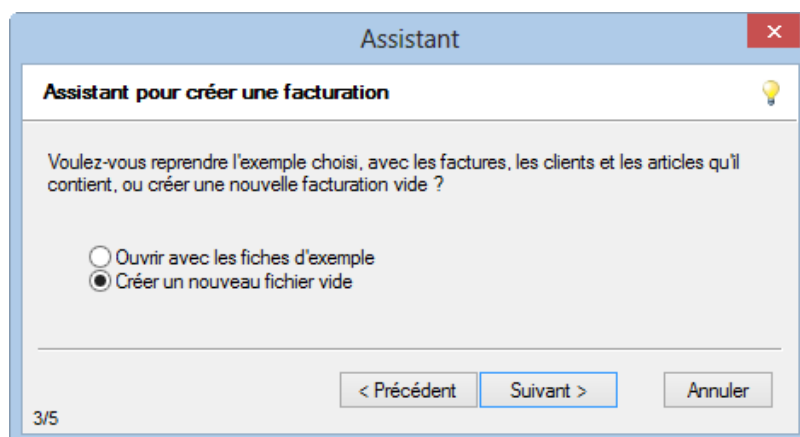 Assistant
Assistant pour créer une facturation
Voulez-vous reprendre l'exemple choisi, avec les factures, les clients et les articles qu'il
contient, ou créer une nouvelle facturation vide ?
Ouvrir avec les fiches d'exemple
Créer un nouveau fichier vide
< Précédent Suivant > Annuler
3/5